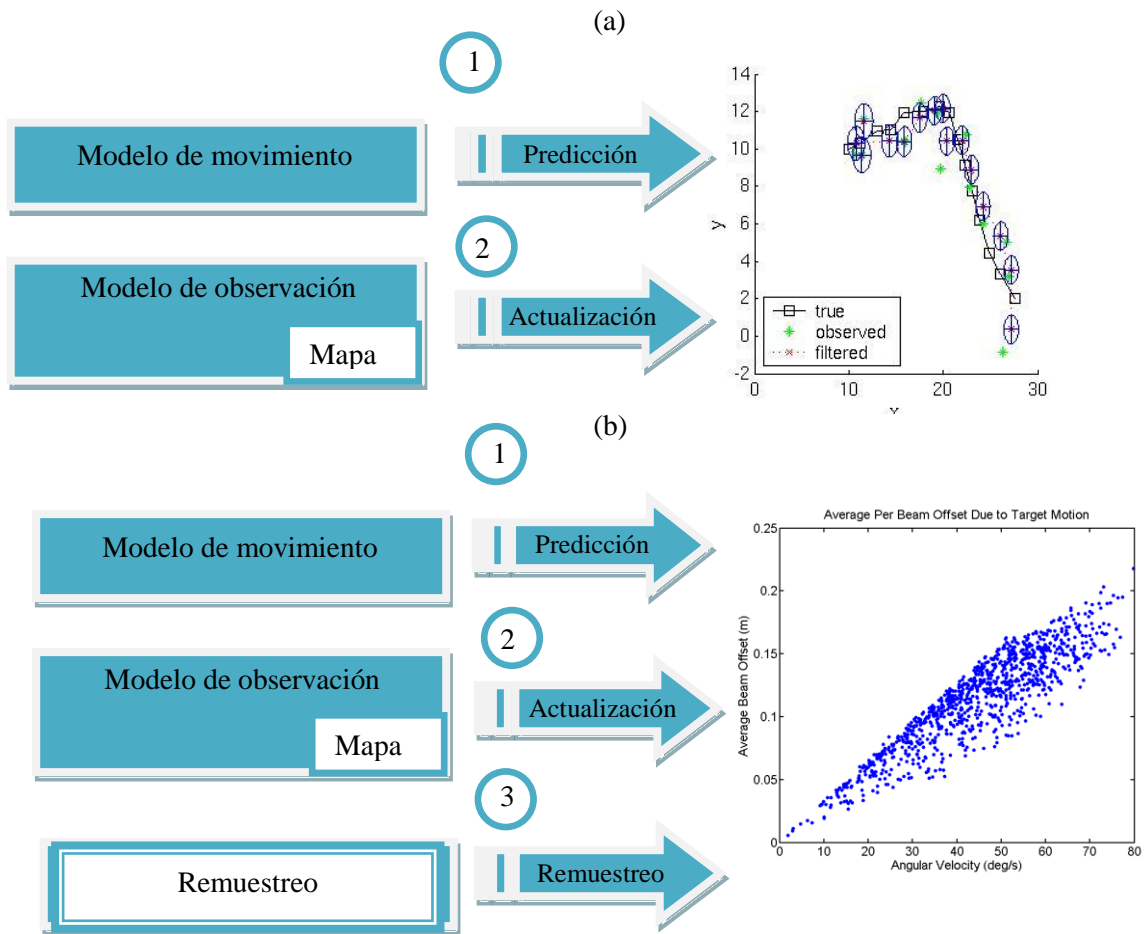 (a)
1
Modelo de movimiento
Predicción
2
Modelo de observación
Mapa
Actualización
14
12
10
8
6
4
2
0
-2
y
true
observed
filtered
0
10
20
30
x
(b)
1
Modelo de movimiento
Predicción
2
Modelo de observación
Mapa
Actualización
3
Remuestreo
Remuestreo
Average Per Beam Offset Due to Target Motion
0.25
0.2
0.15
0.1
0.05
0
Average Beam Offset (m)
0
10
20
30
40
50
60
70
80
Angular Velocity (deg/s)